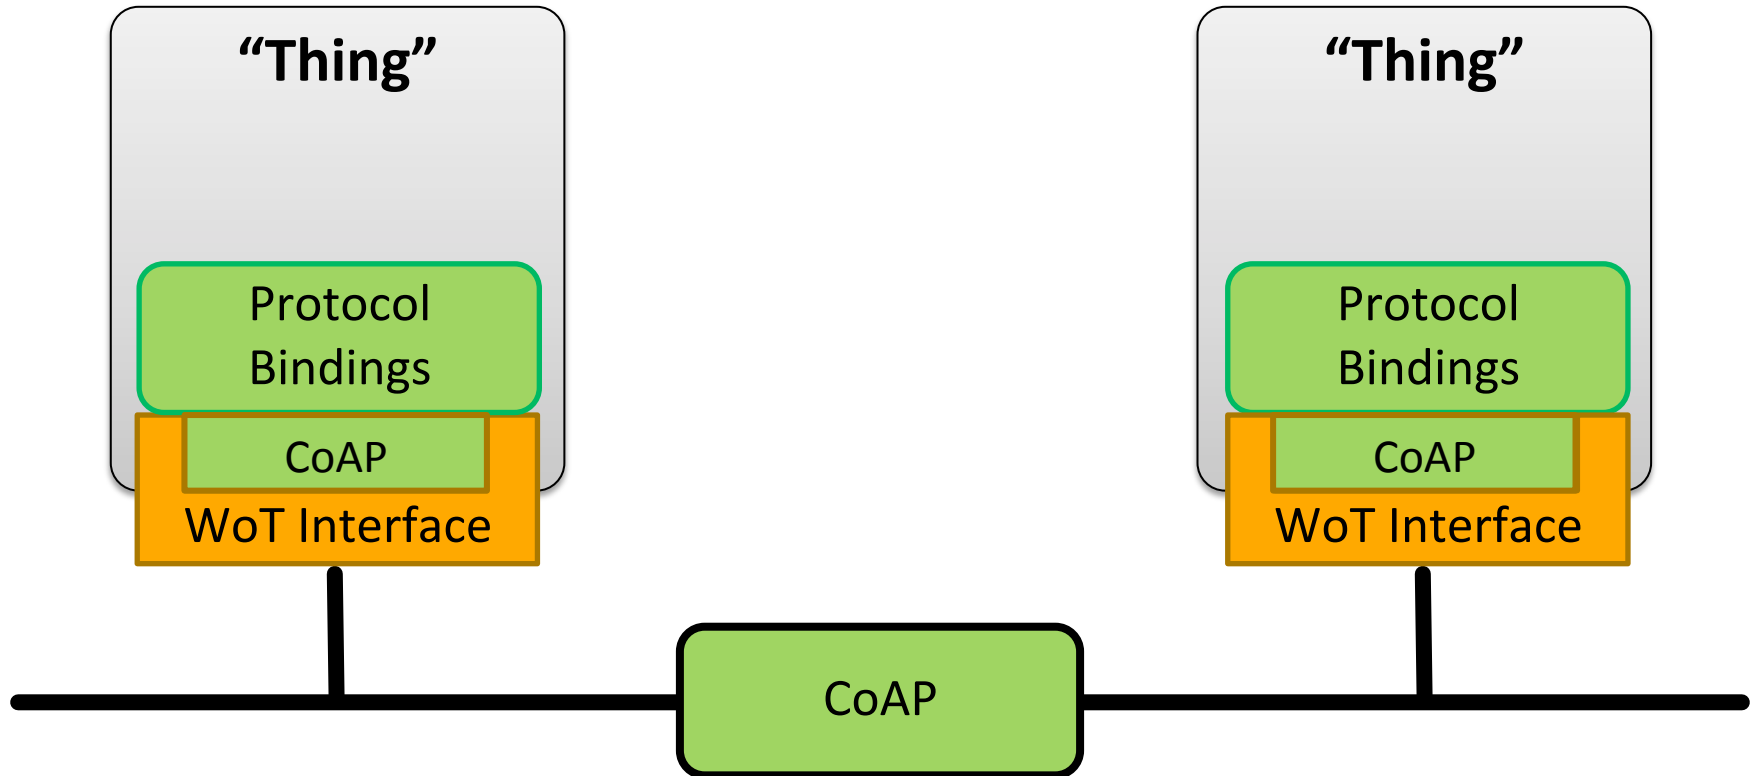 “Thing”
Protocol
Bindings
CoAP
WoT Interface
“Thing”
Protocol
Bindings
CoAP
WoT Interface
CoAP